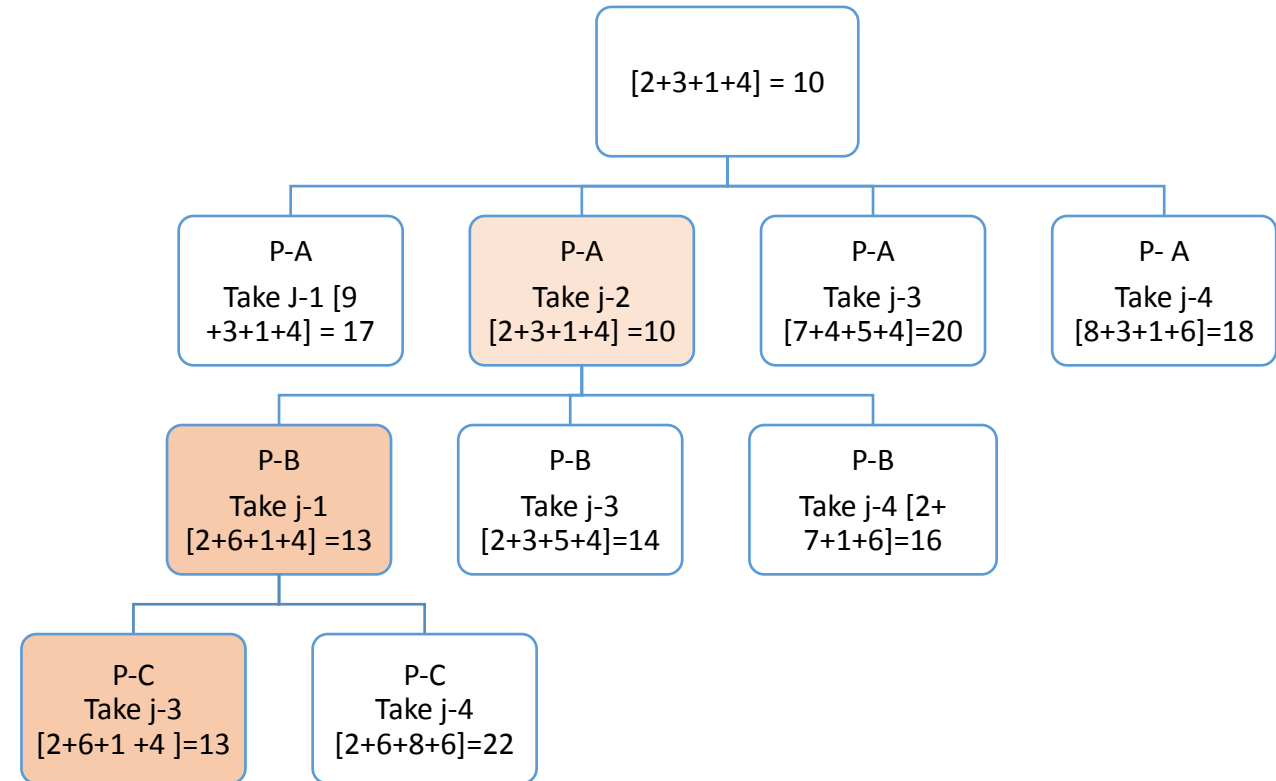 [2+3+1+4] = 10
P-A
Take J-1 [9
+3+1+4] = 17
P-A
Take j-2
[2+3+1+4] =10
P-A
Take j-3
[7+4+5+4]=20
P- A
Take j-4
[8+3+1+6]=18
P-B
Take j-1
[2+6+1+4] =13
P-B
Take j-3
[2+3+5+4]=14
P-B
Take j-4 [2+
7+1+6]=16
P-C
Take j-3
[2+6+1 +4 ]=13
P-C
Take j-4
[2+6+8+6]=22